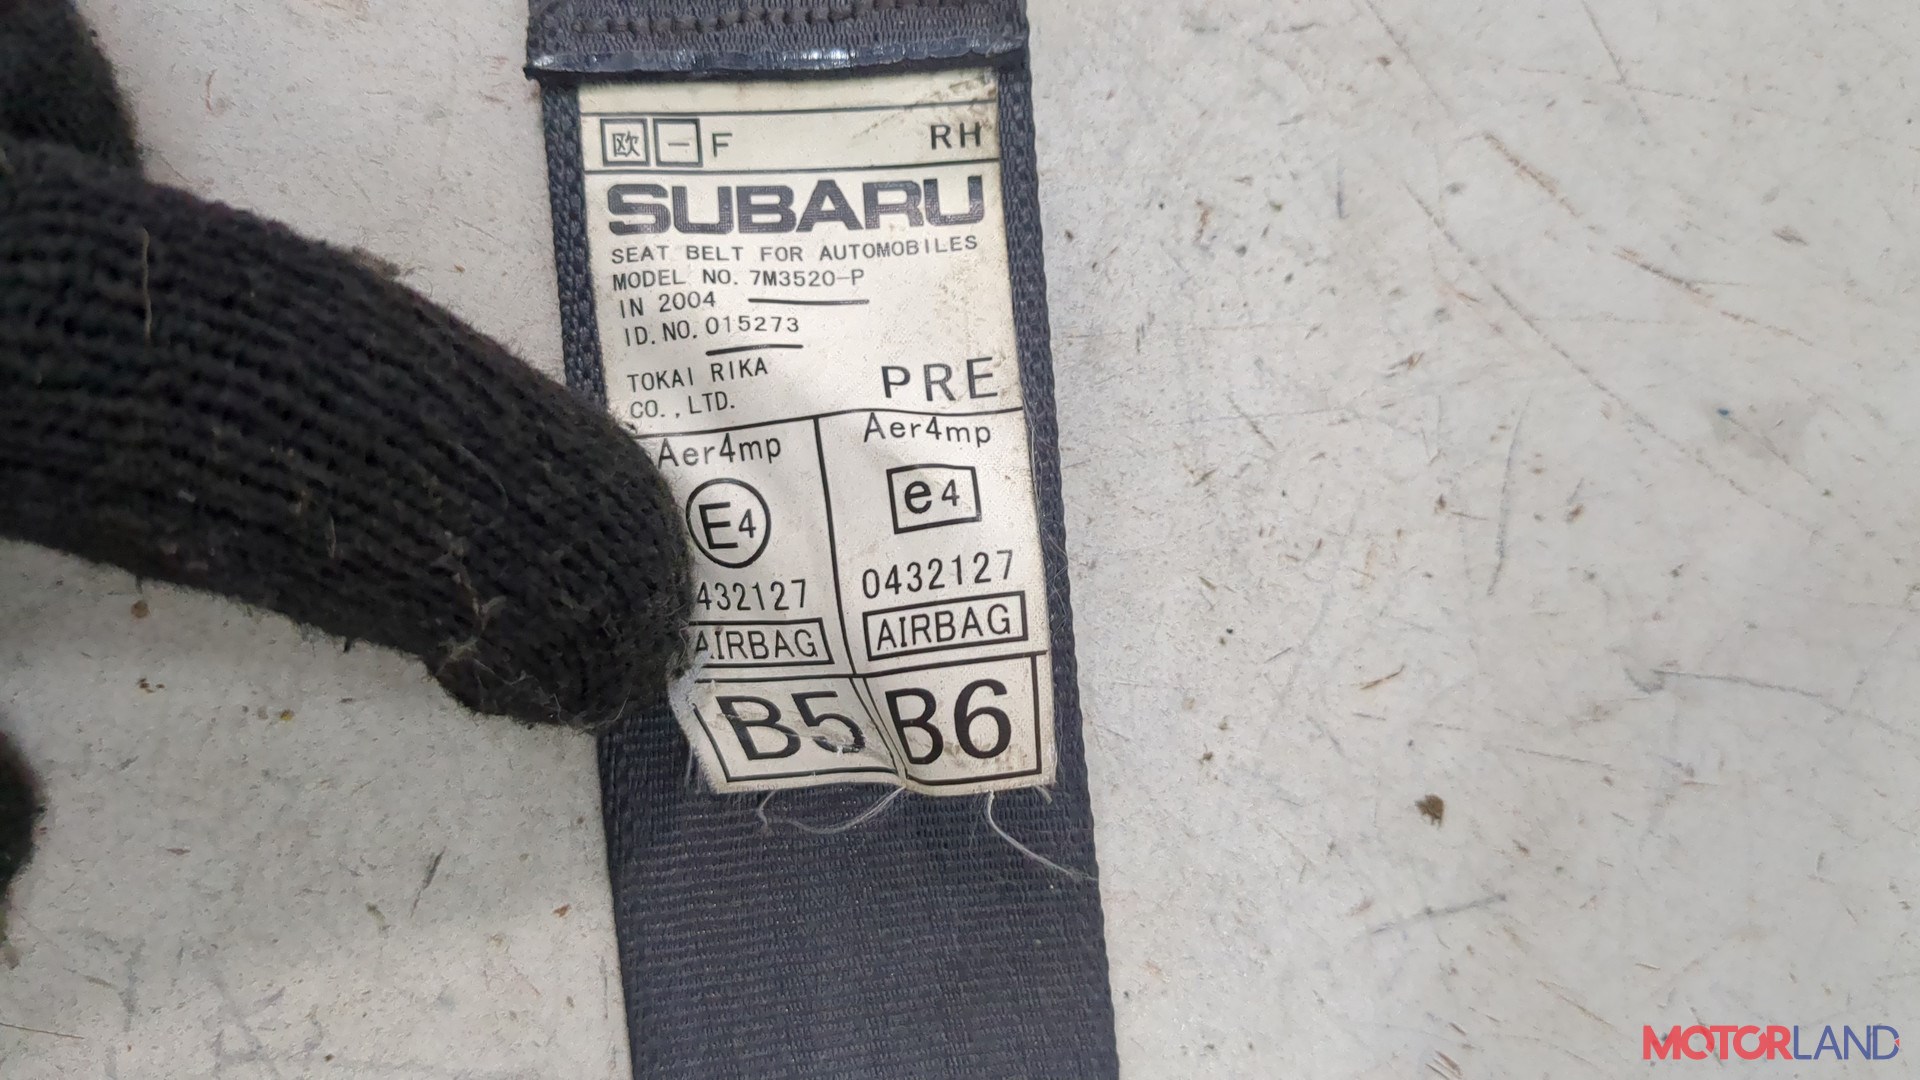 欧 一 F RH
SUBARU
SEAT BELT FOR AUTOMOBILES
MODEL NO. 7M3520-P
IN 2004
ID. NO. 015273
TOKAI RIKA
CO.,LTD.
PRE
Aer4mp Aer4mp
E4 e4
432127 0432127
AIRBAG AIRBAG
B5 B6
MOTORLAND